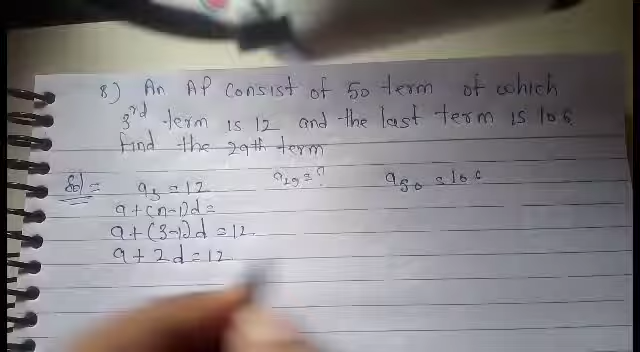 8) An AP consist of 50 term of which
3rd term is 12 and the last term is 106.
Find the 29th term
Sol = a3 = 12 a29 = ? a50 = 106
a + (n-1)d =
a + (3-1)d = 12
a + 2d = 12